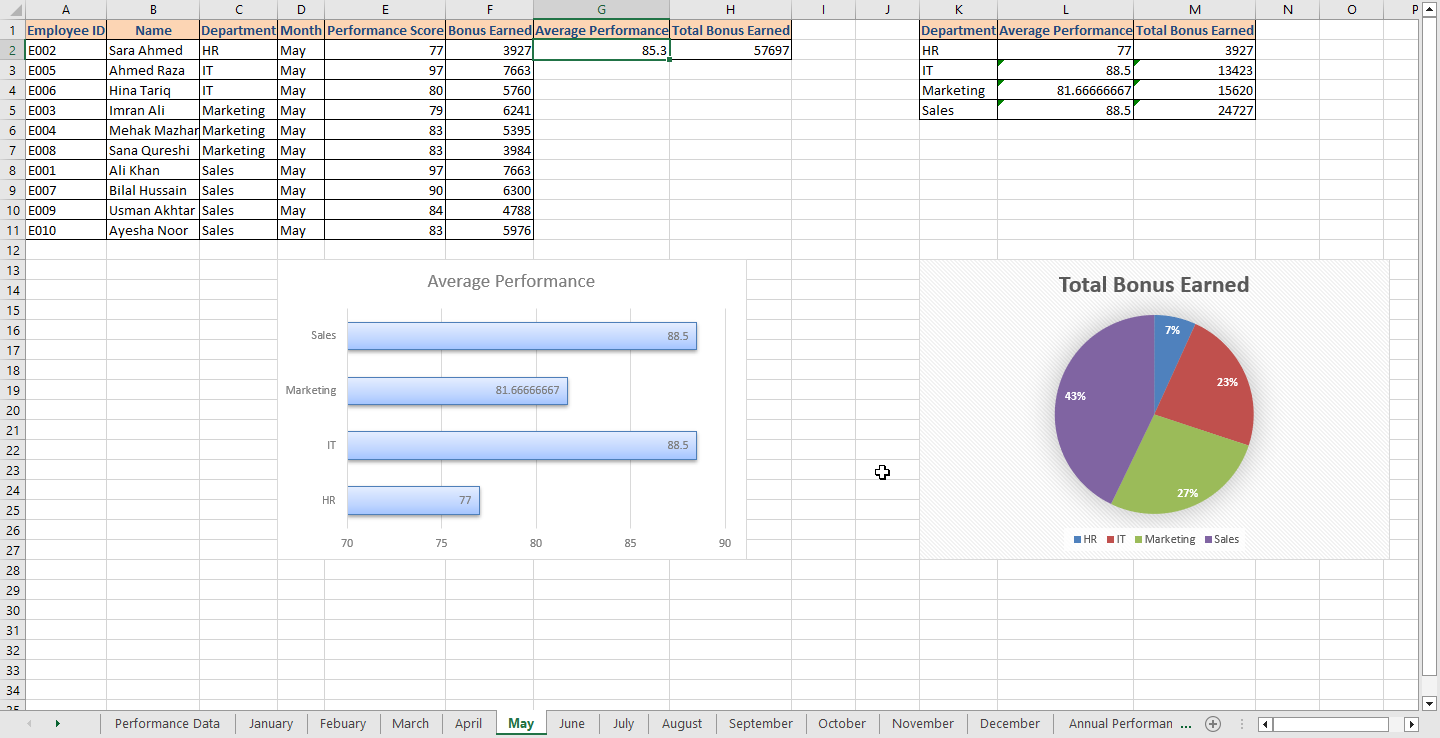 A B C D E F G H I J K L M N O P
1 Employee ID Name Department Month Performance Score Bonus Earned Average Performance Total Bonus Earned Department Average Performance Total Bonus Earned
2 E002 Sara Ahmed HR May 77 3927 85.3 57697 HR 77 3927
3 E005 Ahmed Raza IT May 97 7663 IT 88.5 13423
4 E006 Hina Tariq IT May 80 5760 Marketing 81.66666667 15620
5 E003 Imran Ali Marketing May 79 6241 Sales 88.5 24727
6 E004 Mehak Mazhar Marketing May 83 5395
7 E008 Sana Qureshi Marketing May 83 3984
8 E001 Ali Khan Sales May 97 7663
9 E007 Bilal Hussain Sales May 90 6300
10 E009 Usman Akhtar Sales May 84 4788
11 E010 Ayesha Noor Sales May 83 5976
12
13
14
15
16
17
18
19
20
21
22
23
24
25
26
27
28
29
30
31
32
33
34
Average Performance
Sales 88.5
Marketing 81.66666667
IT 88.5
HR 77
70 75 80 85 90
Total Bonus Earned
7%
23%
43%
27%
HR IT Marketing Sales
Performance Data January Febuary March April May June July August September October November December Annual Performan ...